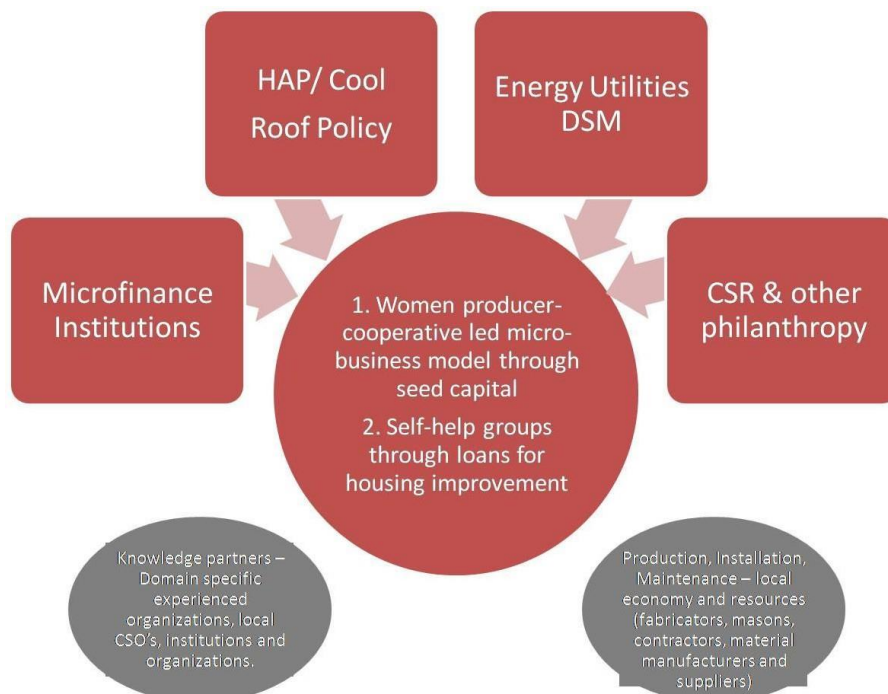 HAP/ Cool
Roof Policy
Energy Utilities
DSM
Microfinance
Institutions
CSR & other
philanthropy
1. Women producer-
cooperative led micro-
business model through
seed capital
2. Self-help groups
through loans for
housing improvement
Knowledge partners –
Domain specific
experienced
organizations, local
CSO's, institutions and
organizations.
Production, Installation,
Maintenance – local
economy and resources
(fabricators, masons,
contractors, material
manufacturers and
suppliers)